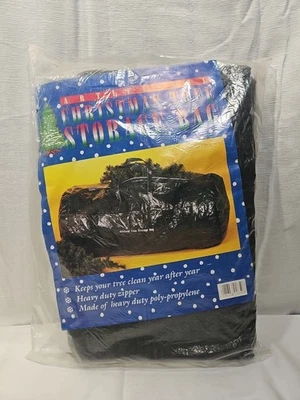 CHRISTMAS TREE
STORAGE BAG
Keeps your tree clean year after year
Heavy duty zipper
Made of heavy duty poly-propylene